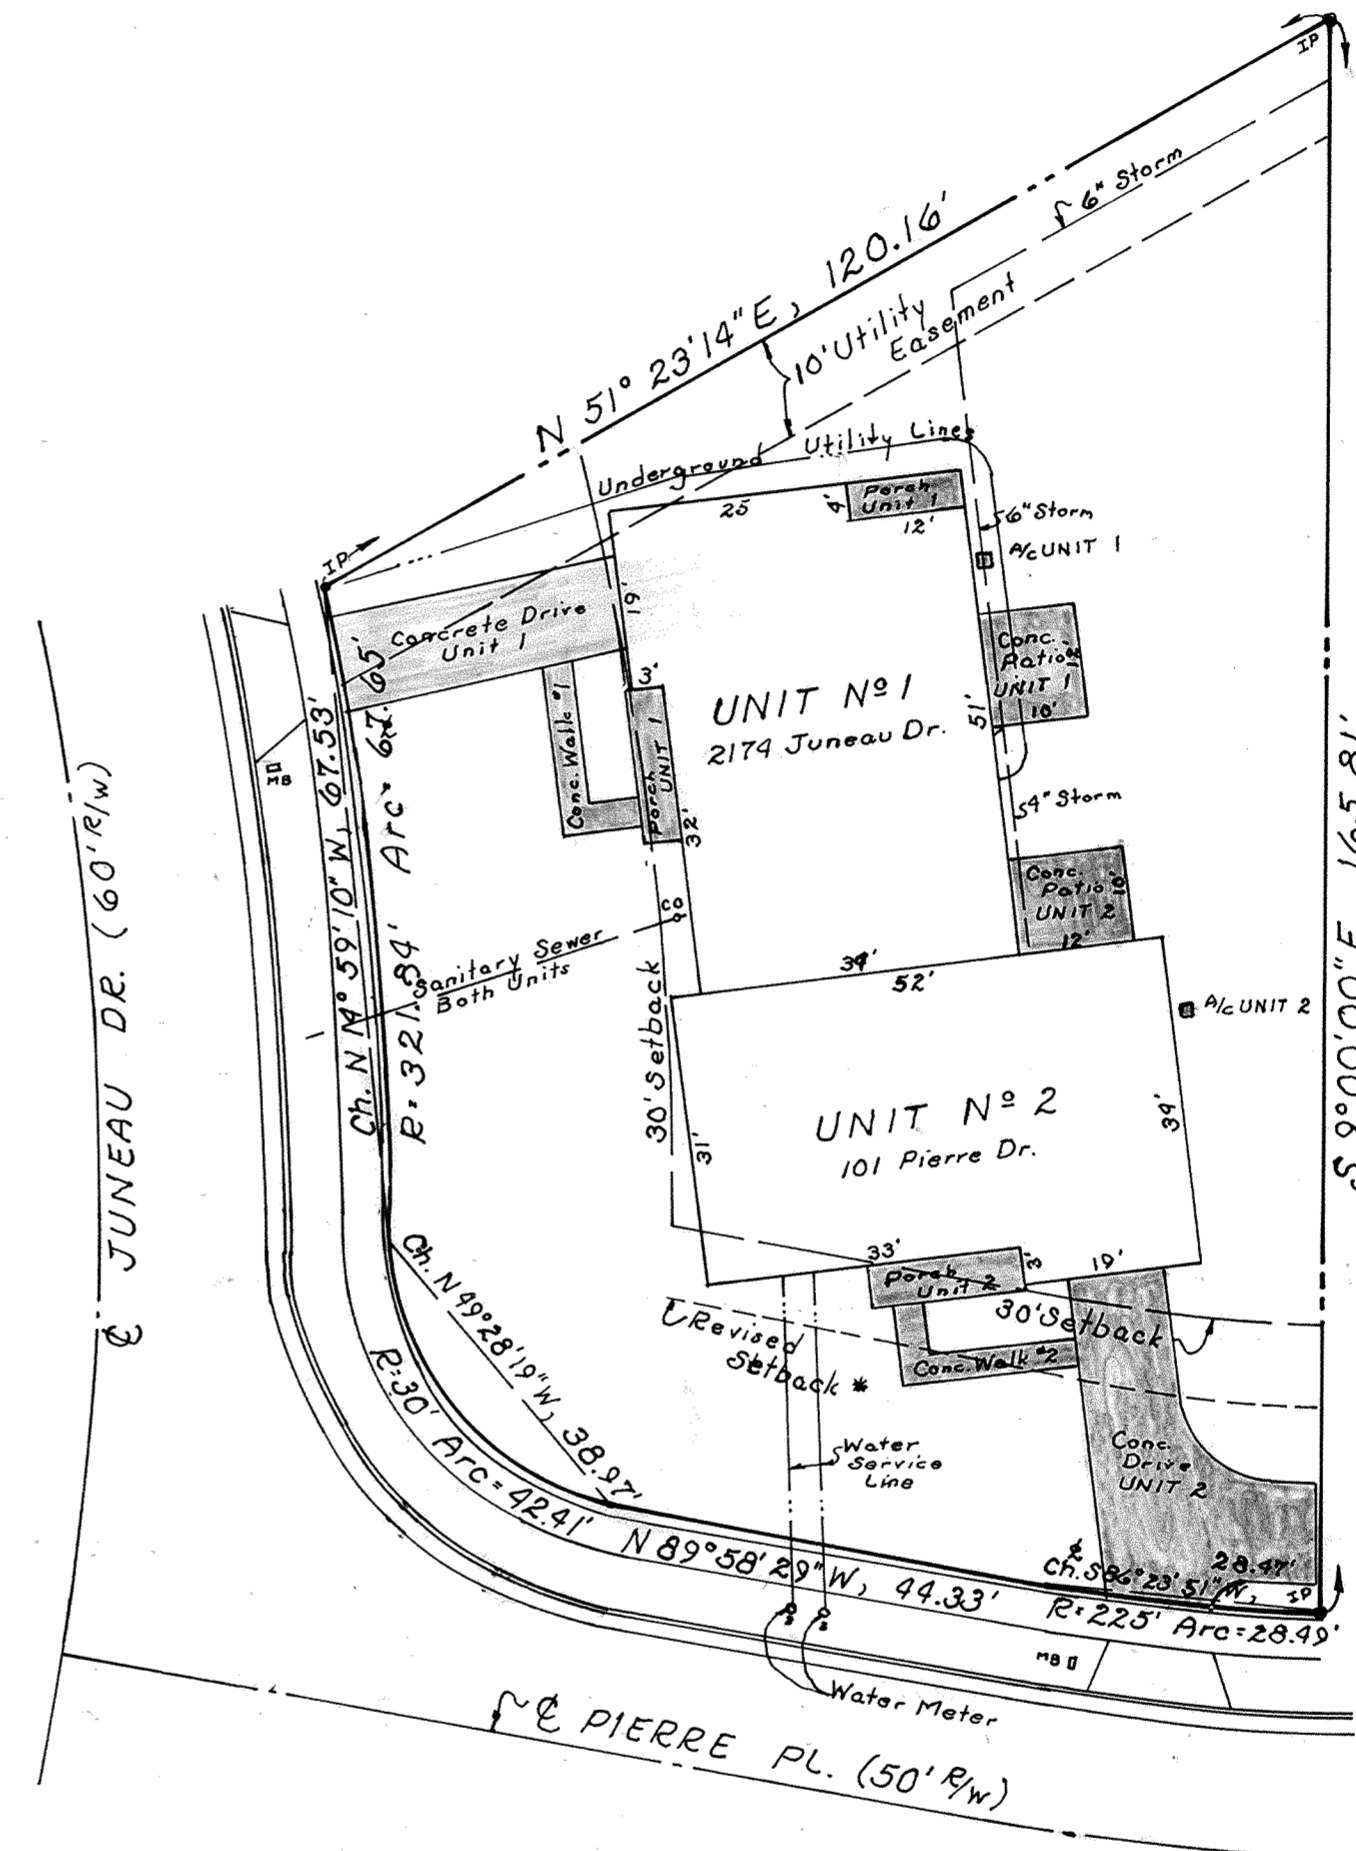 IP
6" Storm
N 51° 23' 14" E, 120.16'
10' Utility
Easement
Underground Utility Lines
25
4'
Porch
Unit 1
12'
6" Storm
A/C UNIT 1
IP
Concrete Drive
Unit 1
19'
3'
Conc. Walk #1
Porch 1
UNIT 1
32'
UNIT Nº 1
2174 Juneau Dr.
51'
Conc.
Patio
UNIT 1
10'
4" Storm
Conc.
Patio
UNIT 2
12'
MB
Ch. N 14° 59' 10" W, 67.53'
R= 321.84' Arc= 67.65'
CO
Sanitary Sewer
Both Units
30' Setback
34'
52'
A/C UNIT 2
S 9° 00' 00" E 165.81'
℄ JUNEAU DR. (60' R/W)
UNIT Nº 2
101 Pierre Dr.
31'
34'
33'
3'
19'
Porch
Unit 2
30' Setback
Revised
Setback *
Conc. Walk #2
Ch. N 49° 28' 19" W, 38.97'
R=30' Arc=42.41'
Water
Service
Line
Conc.
Drive
UNIT 2
N 89° 58' 29" W, 44.33'
Ch. S 86° 23' 51" W, 28.47'
IP
R=225' Arc=28.49'
MB
Water Meter
℄ PIERRE PL. (50' R/W)